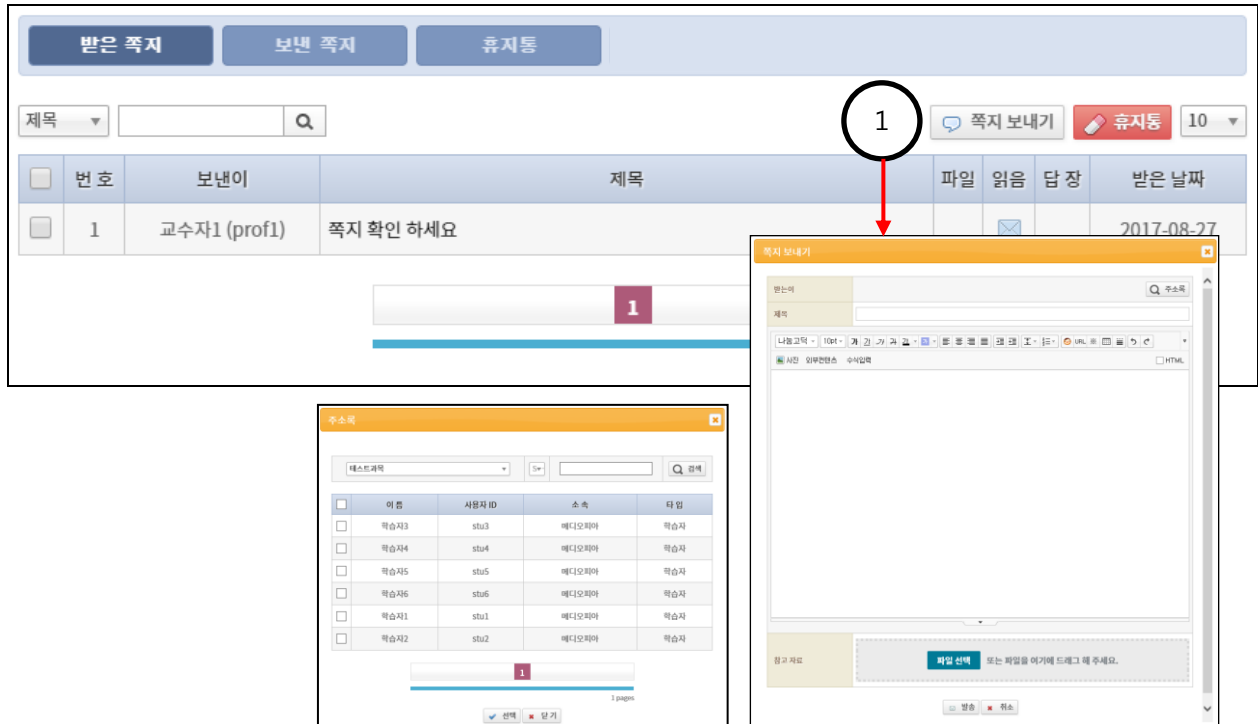 받은 쪽지 보낸 쪽지 휴지통
제목 1 쪽지 보내기 휴지통 10
번호 보낸이 제목 파일 읽음 답장 받은 날짜
1 교수자1 (prof1) 쪽지 확인 하세요 2017-08-27
1
쪽지 보내기
받는이 주소록
제목
나눔고딕 10pt 가 가 가 가 가 URL
사진 외부컨텐츠 수식입력 HTML
참고 자료 파일 선택 또는 파일을 여기에 드래그 해 주세요.
발송 취소
주소록
테스트과목 검색
이름 사용자 ID 소속 타입
학습자3 stu3 메디오피아 학습자
학습자4 stu4 메디오피아 학습자
학습자5 stu5 메디오피아 학습자
학습자6 stu6 메디오피아 학습자
학습자1 stu1 메디오피아 학습자
학습자2 stu2 메디오피아 학습자
1
1 pages
선택 닫기